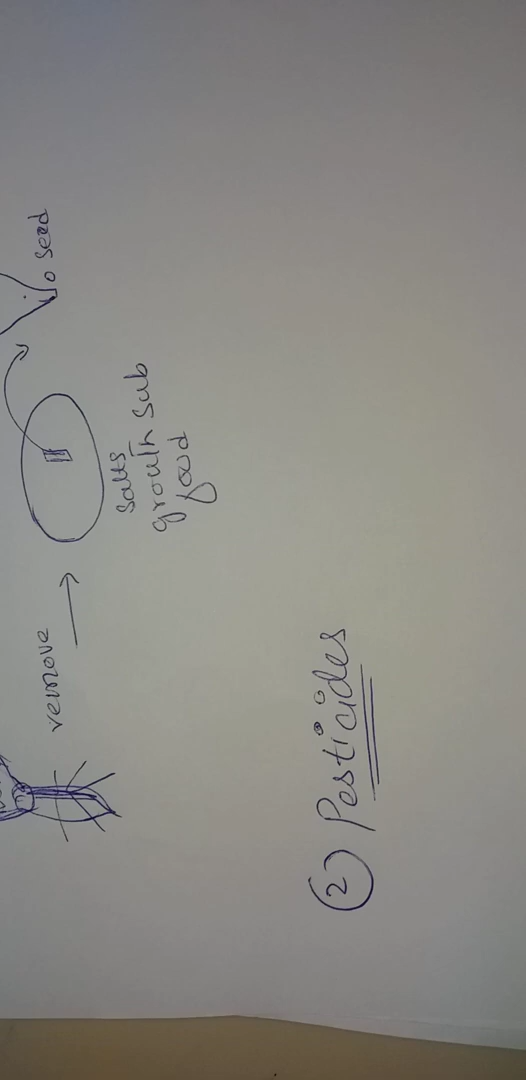 remove
salts
growth sub
food
o seed
(2) Pesticides